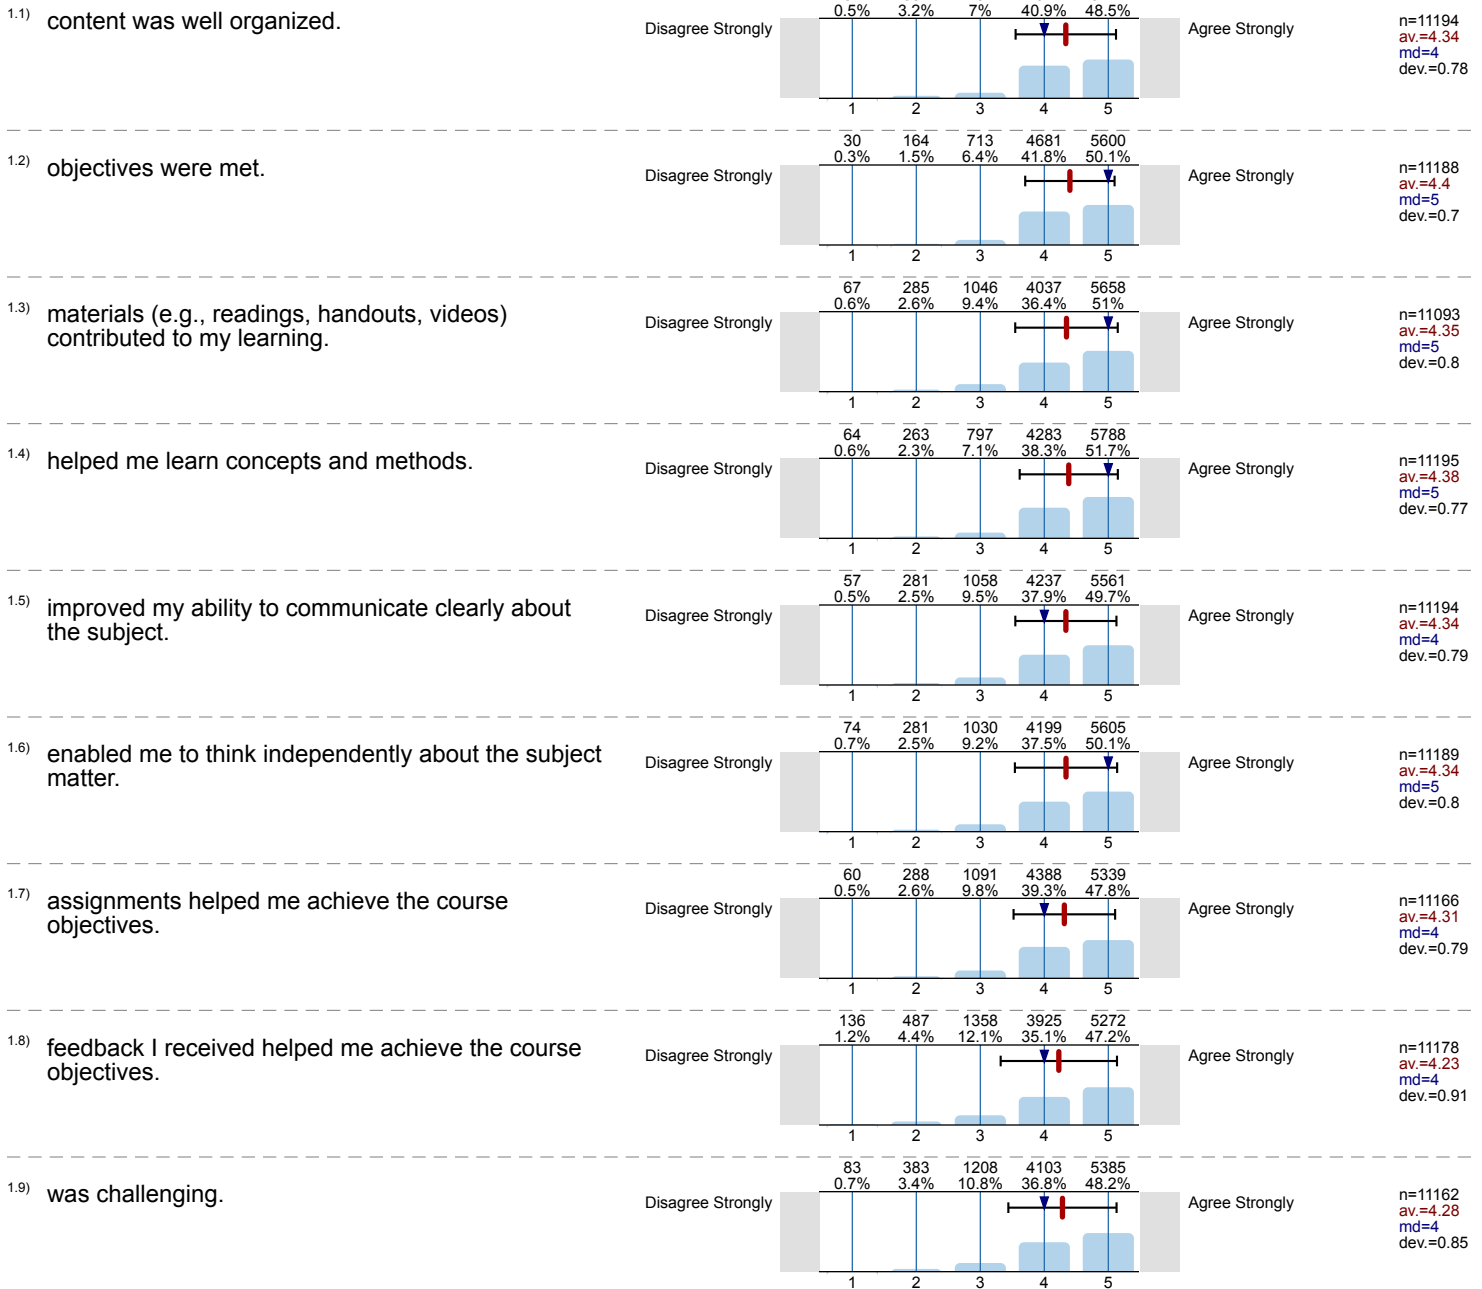 1.1) content was well organized.
Disagree Strongly
0.5% 3.2% 7% 40.9% 48.5%
1 2 3 4 5
Agree Strongly
n=11194
av.=4.34
md=4
dev.=0.78
1.2) objectives were met.
Disagree Strongly
30 164 713 4681 5600
0.3% 1.5% 6.4% 41.8% 50.1%
1 2 3 4 5
Agree Strongly
n=11188
av.=4.4
md=5
dev.=0.7
1.3) materials (e.g., readings, handouts, videos)
contributed to my learning.
Disagree Strongly
67 285 1046 4037 5658
0.6% 2.6% 9.4% 36.4% 51%
1 2 3 4 5
Agree Strongly
n=11093
av.=4.35
md=5
dev.=0.8
1.4) helped me learn concepts and methods.
Disagree Strongly
64 263 797 4283 5788
0.6% 2.3% 7.1% 38.3% 51.7%
1 2 3 4 5
Agree Strongly
n=11195
av.=4.38
md=5
dev.=0.77
1.5) improved my ability to communicate clearly about
the subject.
Disagree Strongly
57 281 1058 4237 5561
0.5% 2.5% 9.5% 37.9% 49.7%
1 2 3 4 5
Agree Strongly
n=11194
av.=4.34
md=4
dev.=0.79
1.6) enabled me to think independently about the subject
matter.
Disagree Strongly
74 281 1030 4199 5605
0.7% 2.5% 9.2% 37.5% 50.1%
1 2 3 4 5
Agree Strongly
n=11189
av.=4.34
md=5
dev.=0.8
1.7) assignments helped me achieve the course
objectives.
Disagree Strongly
60 288 1091 4388 5339
0.5% 2.6% 9.8% 39.3% 47.8%
1 2 3 4 5
Agree Strongly
n=11166
av.=4.31
md=4
dev.=0.79
1.8) feedback I received helped me achieve the course
objectives.
Disagree Strongly
136 487 1358 3925 5272
1.2% 4.4% 12.1% 35.1% 47.2%
1 2 3 4 5
Agree Strongly
n=11178
av.=4.23
md=4
dev.=0.91
1.9) was challenging.
Disagree Strongly
83 383 1208 4103 5385
0.7% 3.4% 10.8% 36.8% 48.2%
1 2 3 4 5
Agree Strongly
n=11162
av.=4.28
md=4
dev.=0.85